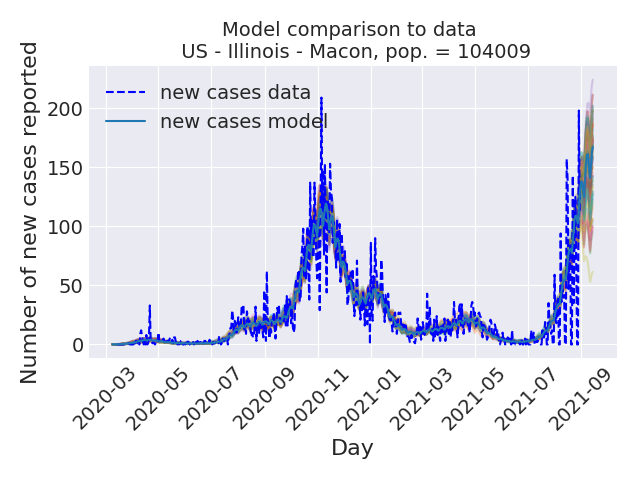 Model comparison to data
US - Illinois - Macon, pop. = 104009
Number of new cases reported
200
150
100
50
0
new cases data
new cases model
2020-03
2020-05
2020-07
2020-09
2020-11
2021-01
2021-03
2021-05
2021-07
2021-09
Day